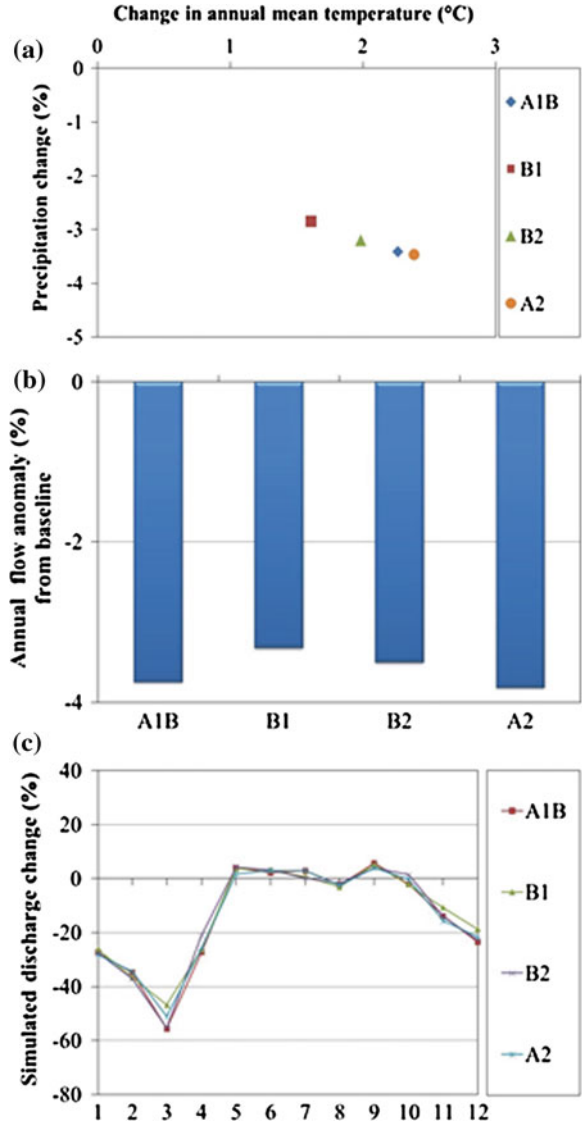 Change in annual mean temperature (°C)
(a)
0 1 2 3
Precipitation change (%)
0
-1
-2
-3
-4
-5
A1B
B1
B2
A2
(b)
Annual flow anomaly (%)
from baseline
0
-2
-4
A1B B1 B2 A2
(c)
Simulated discharge change (%)
40
20
0
-20
-40
-60
-80
1 2 3 4 5 6 7 8 9 10 11 12
A1B
B1
B2
A2